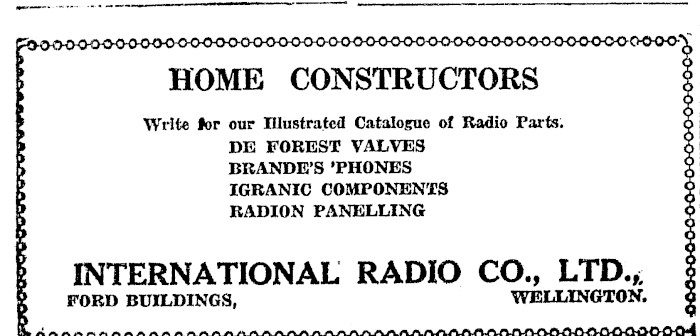 HOME CONSTRUCTORS
Write for our Illustrated Catalogue of Radio Parts.
DE FOREST VALVES
BRANDE'S 'PHONES
IGRANIC COMPONENTS
RADION PANELLING
INTERNATIONAL RADIO CO., LTD.,
FORD BUILDINGS, WELLINGTON.